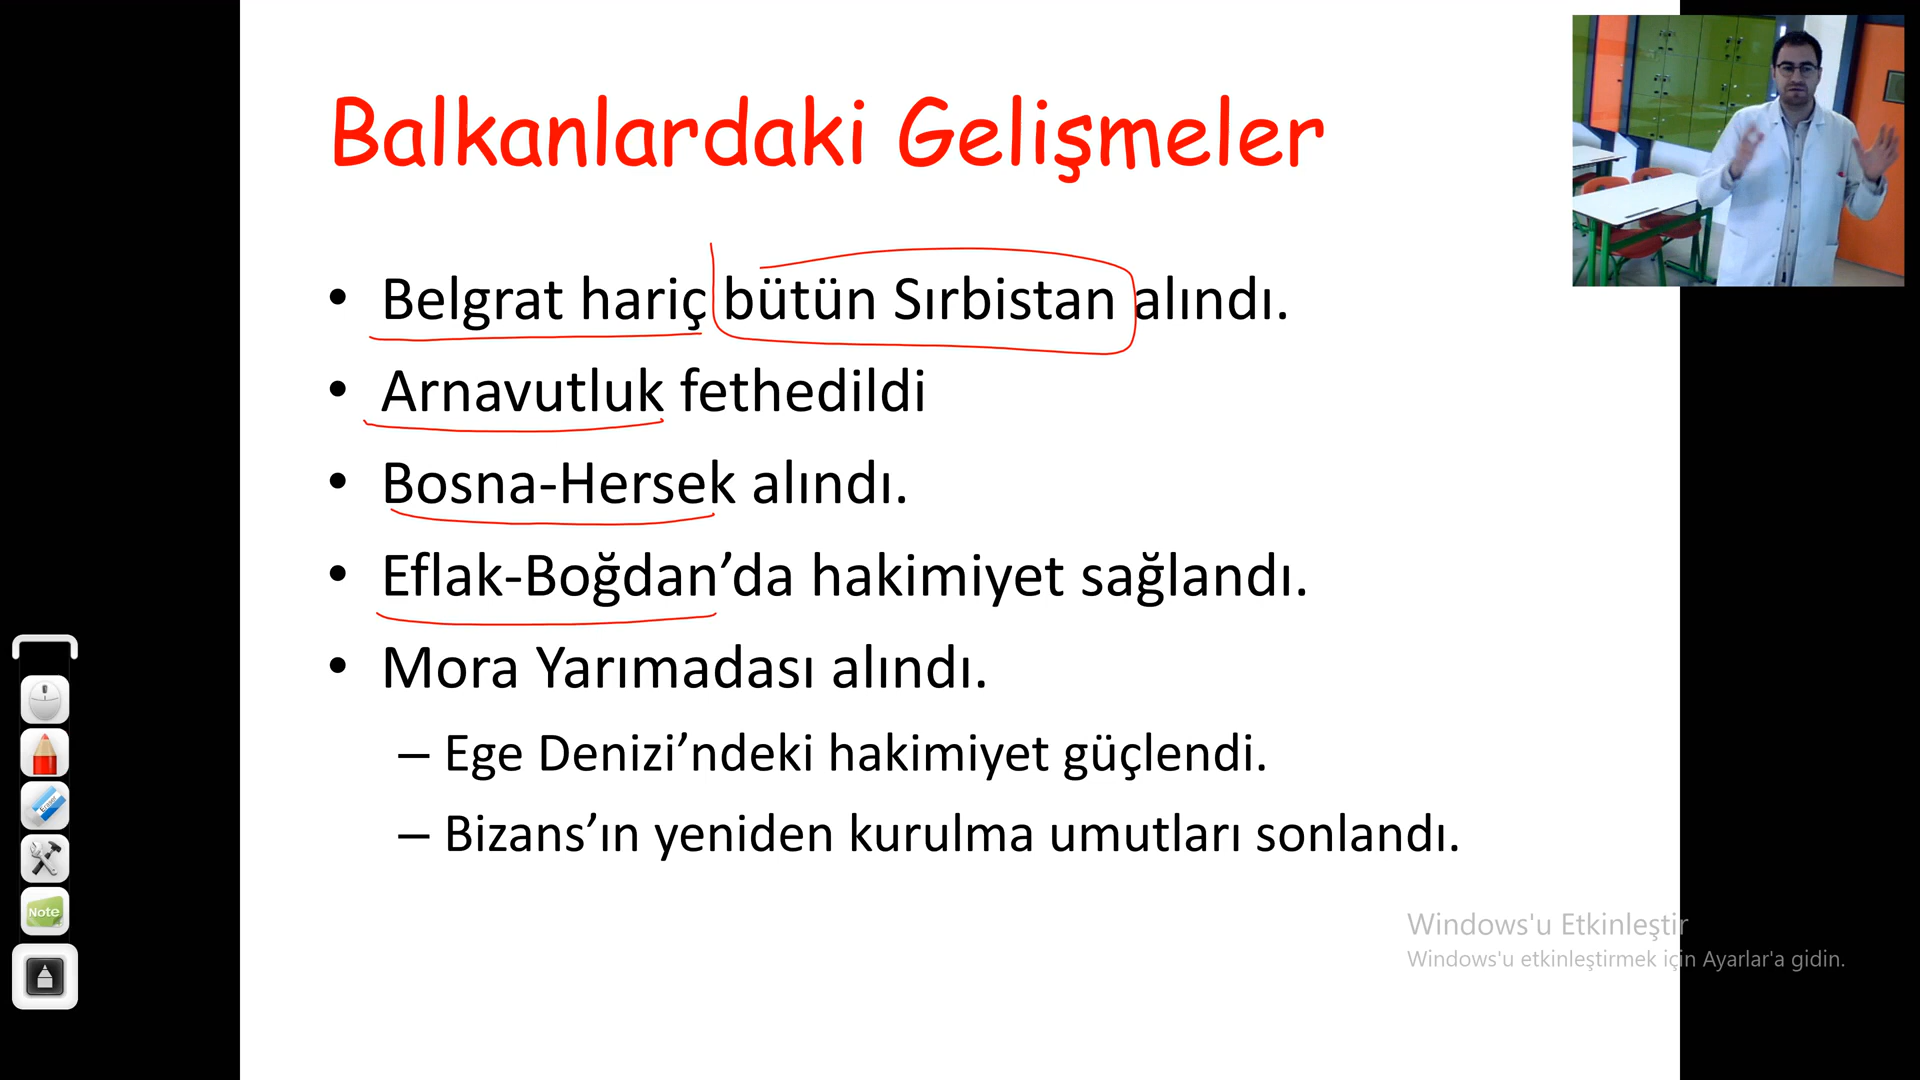 Balkanlardaki Gelişmeler
• Belgrat hariç bütün Sırbistan alındı.
• Arnavutluk fethedildi
• Bosna-Hersek alındı.
• Eflak-Boğdan’da hakimiyet sağlandı.
• Mora Yarımadası alındı.
– Ege Denizi’ndeki hakimiyet güçlendi.
– Bizans’ın yeniden kurulma umutları sonlandı.
Note
Windows'u Etkinleştir
Windows'u etkinleştirmek için Ayarlar'a gidin.